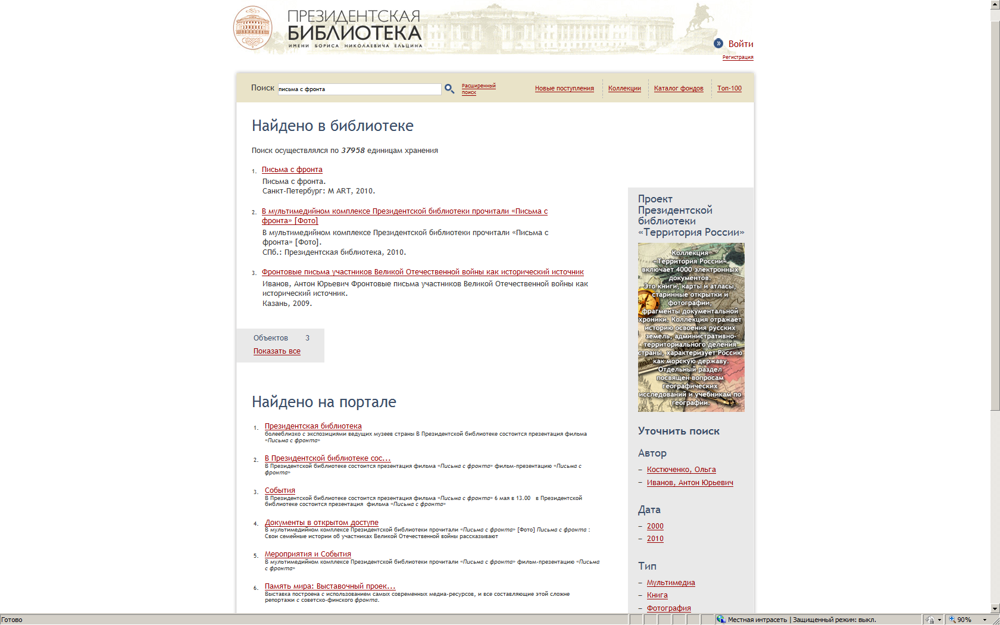 ПРЕЗИДЕНТСКАЯ
БИБЛИОТЕКА
ИМЕНИ БОРИСА НИКОЛАЕВИЧА ЕЛЬЦИНА
Войти
Регистрация
Поиск
письма с фронта
Расширенный
поиск
Новые поступления
Коллекции
Каталог фондов
Топ-100
Найдено в библиотеке
Поиск осуществлялся по 37958 единицам хранения
1. Письма с фронта
Письма с фронта.
Санкт-Петербург: М АRT, 2010.
2. В мультимедийном комплексе Президентской библиотеки прочитали «Письма с
фронта» [Фото]
В мультимедийном комплексе Президентской библиотеки прочитали «Письма с
фронта» [Фото].
СПб.: Президентская библиотека, 2010.
3. Фронтовые письма участников Великой Отечественной войны как исторический источник
Иванов, Антон Юрьевич Фронтовые письма участников Великой Отечественной войны как
исторический источник.
Казань, 2009.
Объектов 3
Показать все
Найдено на портале
1. Президентская библиотека
болееблизко с экспозициями ведущих музеев страны В Президентской библиотеке состоится презентация фильма
«Письма с фронта»
2. В Президентской библиотеке сос...
В Президентской библиотеке состоится презентация фильма «Письма с фронта» фильм-презентацию «Письма с
фронта»
3. События
В Президентской библиотеке состоится презентация фильма «Письма с фронта» 6 мая в 13.00 в Президентской
библиотеке состоится презентация фильма «Письма с фронта»
4. Документы в открытом доступе
В мультимедийном комплексе Президентской библиотеки прочитали «Письма с фронта» [Фото] Письма с фронта :
Свои семейные истории об участниках Великой Отечественной войны рассказывают
5. Мероприятия и События
В мультимедийном комплексе Президентской библиотеки прочитали «Письма с фронта» фильм-презентацию «Письма
с фронта»
6. Память мира: Выставочный проек...
Выставка построена с использованием самых современных медиа-ресурсов, и все составляющие этой сложне
репортажи с советско-финского фронта.
Проект
Президентской
библиотеки
«Территория России»
Коллекция
«Территория России»
включает 4000 электронных
документов.
Это книги, карты и атласы,
старинные открытки и
фотографии,
фрагменты документальной
хроники. Коллекция отражает
историю освоения русских
земель, административно-
территориального деления
страны, характеризует Россию
как морскую державу.
Отдельный раздел
посвящен вопросам
географических
исследований и учебникам по
географии.
Уточнить поиск
Автор
– Костюченко, Ольга
– Иванов, Антон Юрьевич
Дата
– 2000
– 2010
Тип
– Мультимедиа
– Книга
– Фотография
Готово
Местная интрасеть | Защищенный режим: выкл.
90%